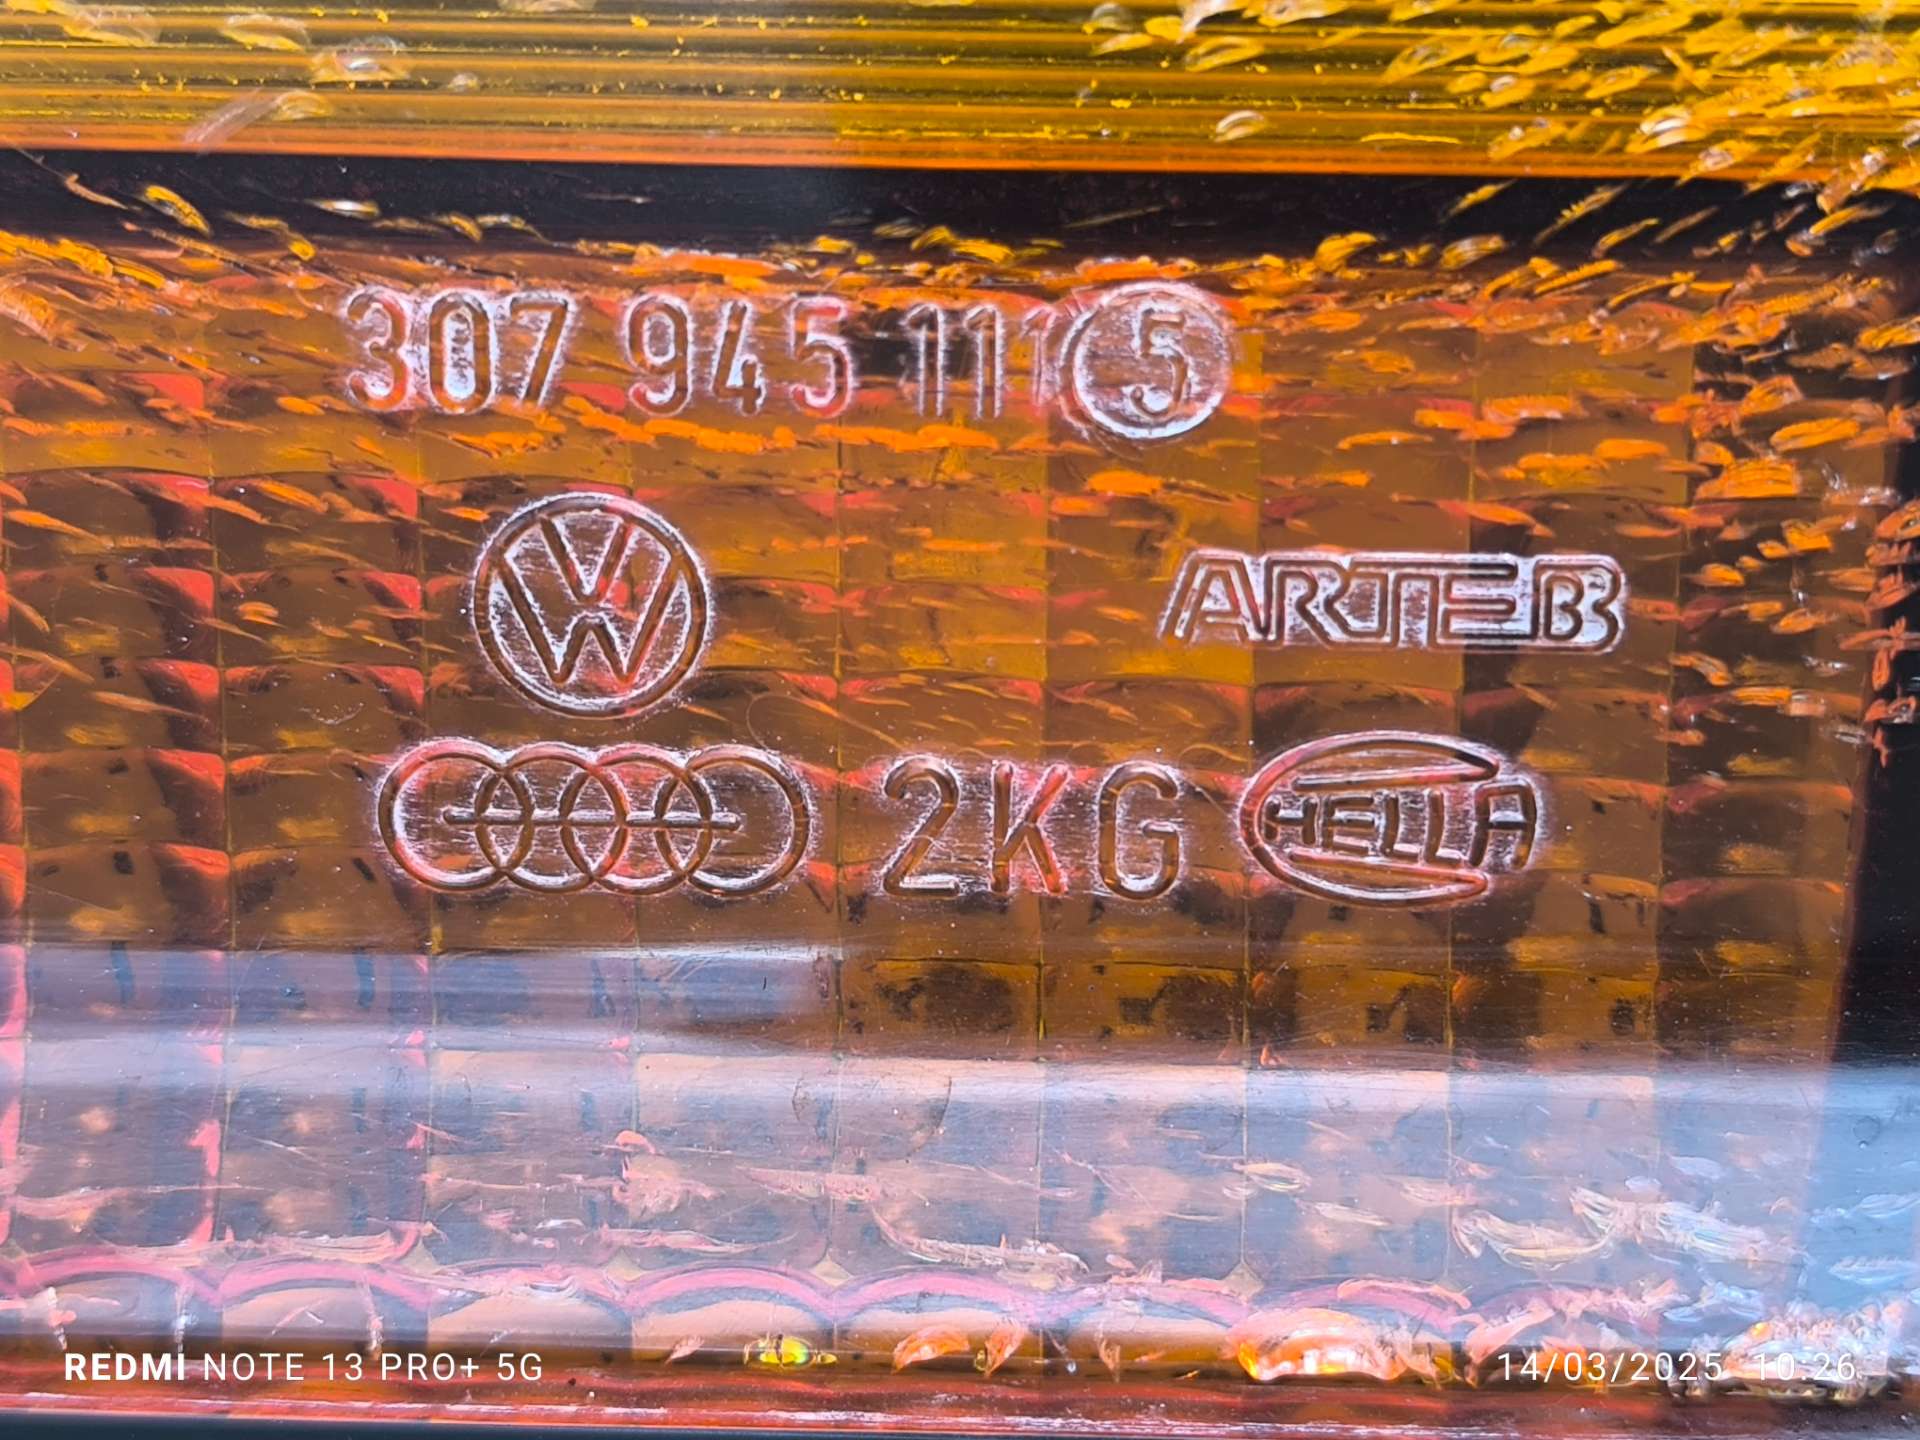 307 945 111 5
ARTEB
2KG HELLA
REDMI NOTE 13 PRO+ 5G
14/03/2025 10:26